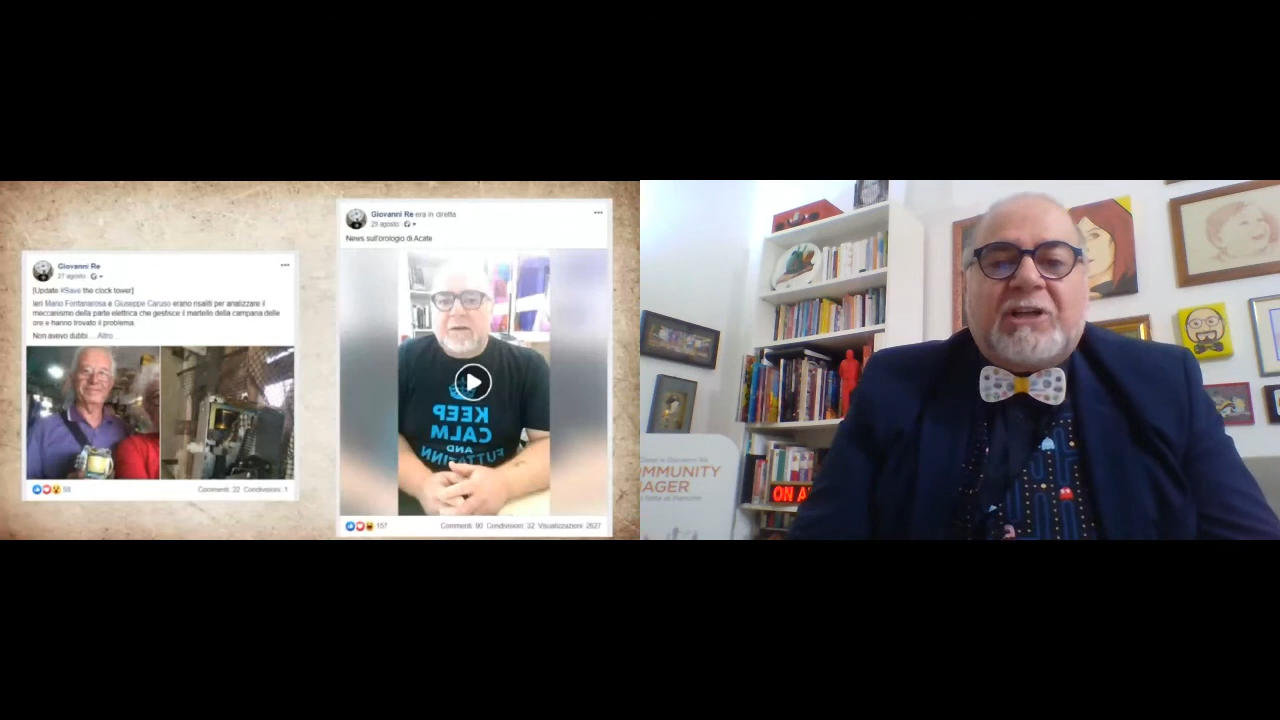 Giovanni Re
27 agosto
[Update #Save the clock tower]
Ieri Mario Fontanarosa e Giuseppe Caruso erano risaliti per analizzare il
meccanismo della parte elettrica che gestisce il martello della campana delle
ore e hanno trovato il problema.
Non avevo dubbi.... Altro...
Commenti: 22 Condivisioni: 1
Giovanni Re era in diretta
29 agosto
News sull'orologio di Acate
KEEP
CALM
AND
157
Commenti: 90 Condivisioni: 32 Visualizzazioni: 2627
OMMUNITY
AGER
ON A